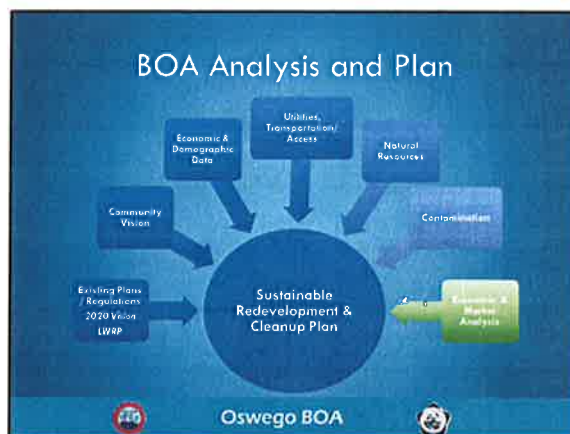 BOA Analysis and Plan
Utilities,
Transportation/
Access
Economic &
Demographic
Data
Natural
Resources
Community
Vision
Contamination
Existing Plans
/ Regulations
2020 Vision
LWRP
Sustainable
Redevelopment &
Cleanup Plan
Economic &
Market
Analysis
Oswego BOA